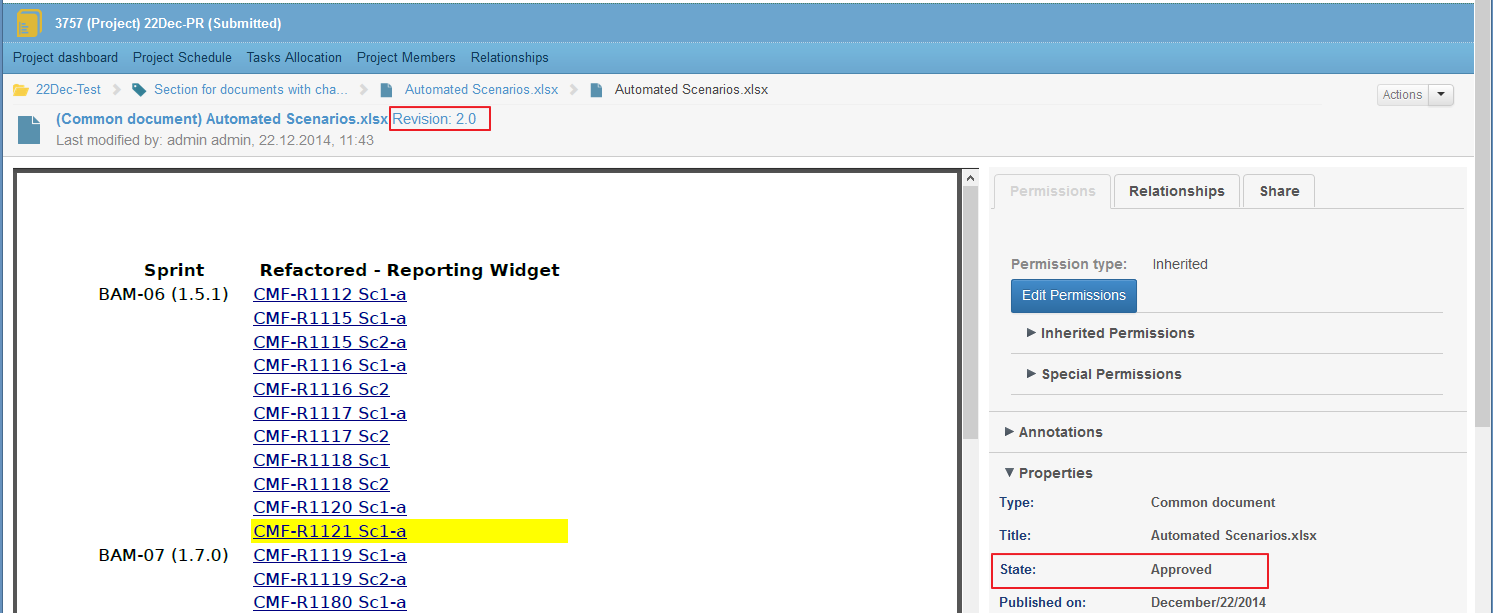 3757 (Project) 22Dec-PR (Submitted)
Project dashboard Project Schedule Tasks Allocation Project Members Relationships
22Dec-Test Section for documents with cha... Automated Scenarios.xlsx Automated Scenarios.xlsx
Actions
(Common document) Automated Scenarios.xlsx Revision: 2.0
Last modified by: admin admin, 22.12.2014, 11:43
Sprint Refactored - Reporting Widget
BAM-06 (1.5.1) CMF-R1112 Sc1-a
CMF-R1115 Sc1-a
CMF-R1115 Sc2-a
CMF-R1116 Sc1-a
CMF-R1116 Sc2
CMF-R1117 Sc1-a
CMF-R1117 Sc2
CMF-R1118 Sc1
CMF-R1118 Sc2
CMF-R1120 Sc1-a
CMF-R1121 Sc1-a
BAM-07 (1.7.0) CMF-R1119 Sc1-a
CMF-R1119 Sc2-a
CMF-R1180 Sc1-a
Permissions Relationships Share
Permission type: Inherited
Edit Permissions
Inherited Permissions
Special Permissions
Annotations
Properties
Type: Common document
Title: Automated Scenarios.xlsx
State: Approved
Published on: December/22/2014